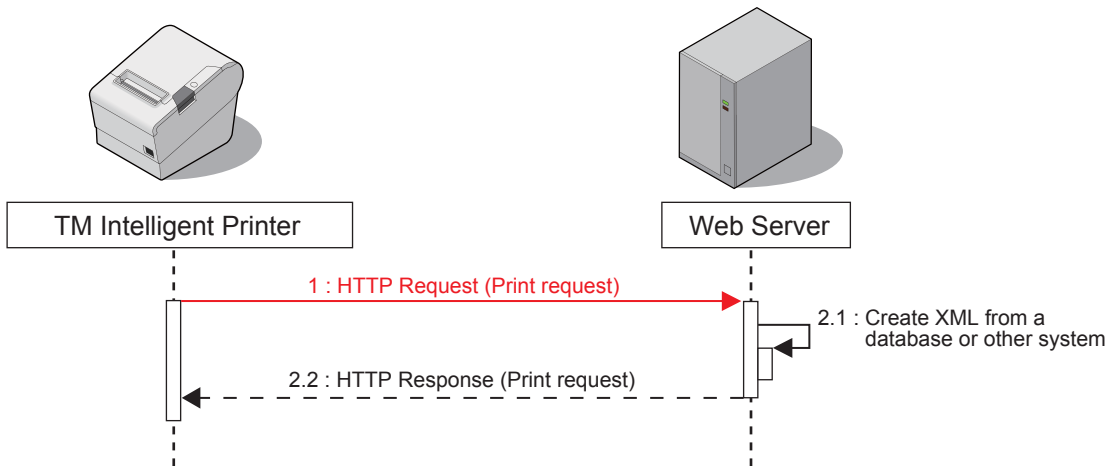 TM Intelligent Printer
Web Server
1 : HTTP Request (Print request)
2.1 : Create XML from a
database or other system
2.2 : HTTP Response (Print request)